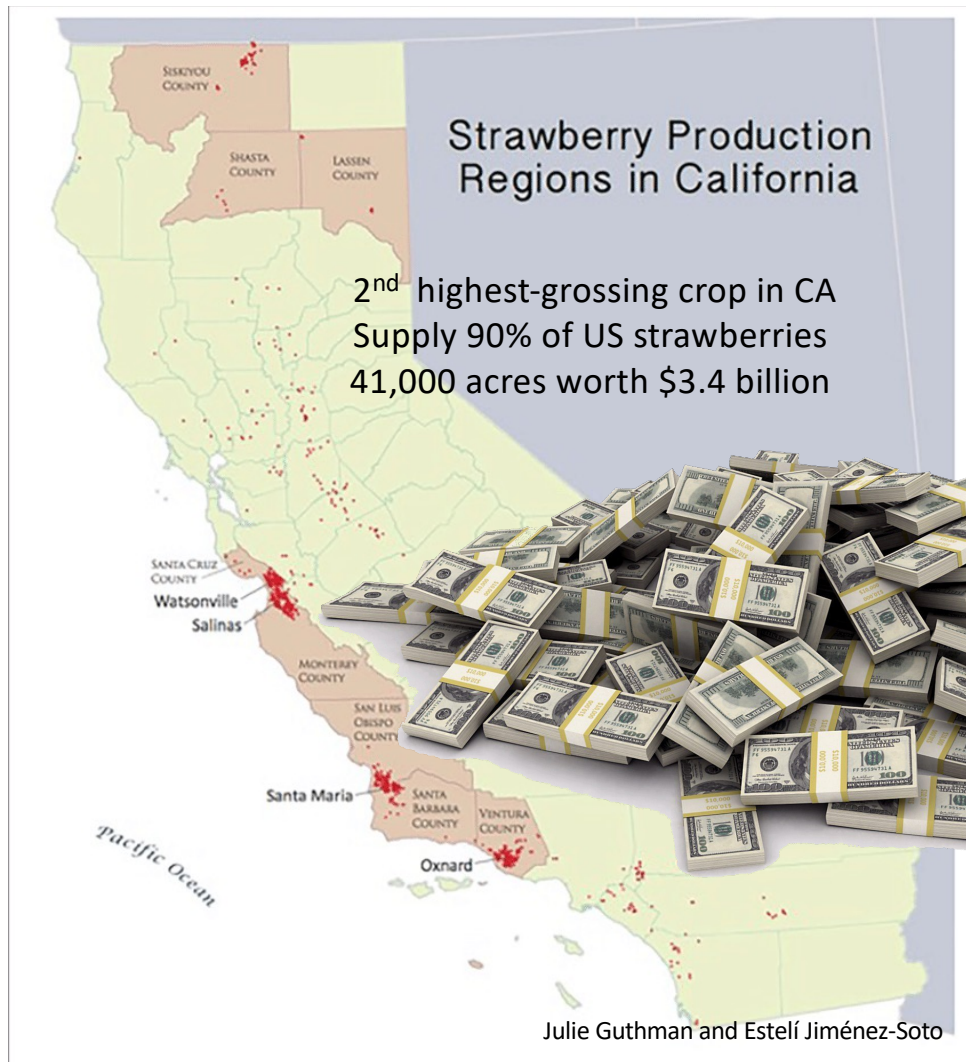 Strawberry Production
Regions in California
2nd highest-grossing crop in CA
Supply 90% of US strawberries
41,000 acres worth $3.4 billion
SISKIYOU
COUNTY
SHASTA
COUNTY
LASSEN
COUNTY
SANTA CRUZ
COUNTY
Watsonville
Salinas
MONTEREY
COUNTY
SAN LUIS
OBISPO
COUNTY
Santa Maria
SANTA
BARBARA
COUNTY
VENTURA
COUNTY
Oxnard
Pacific Ocean
Julie Guthman and Estelí Jiménez-Soto